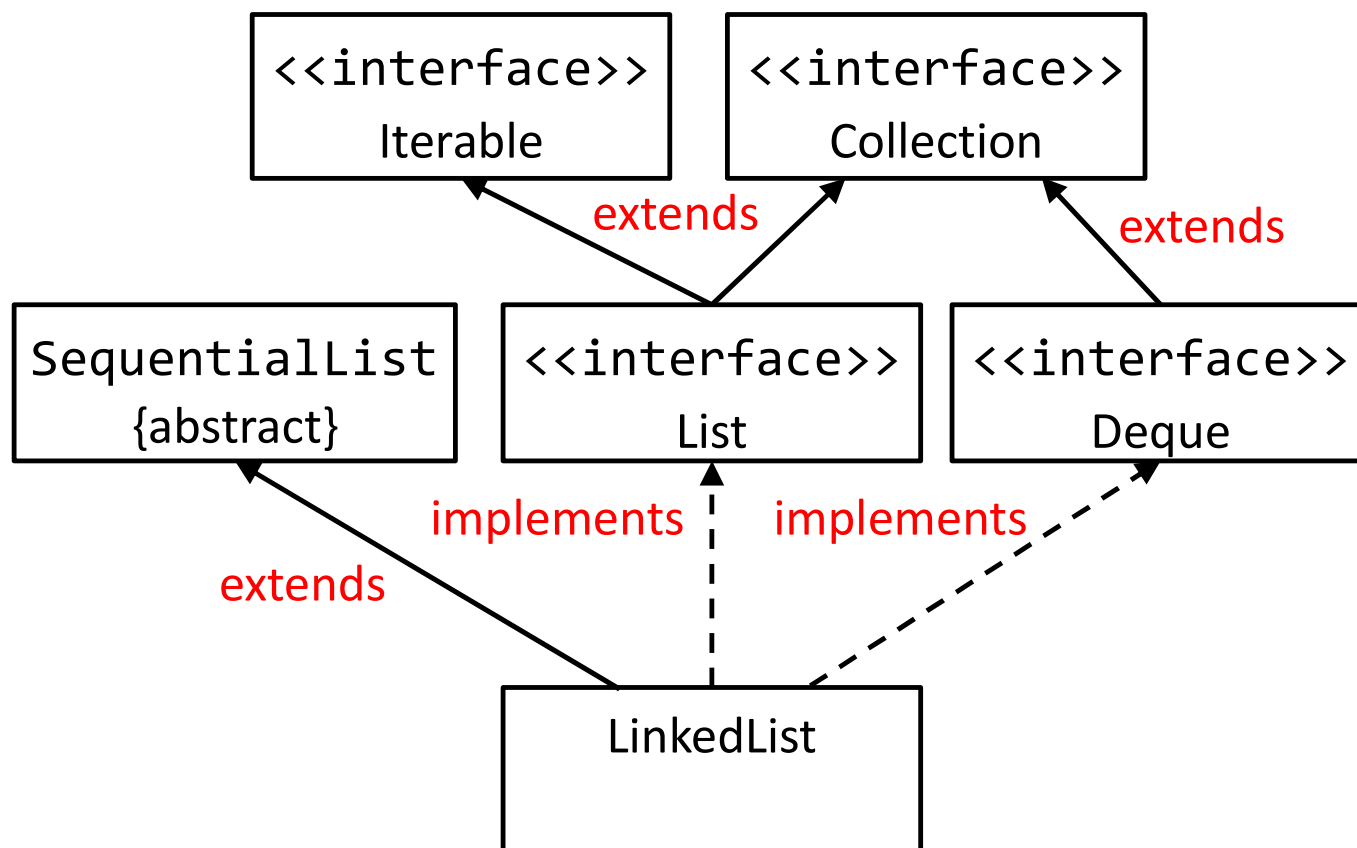 <<interface>>
Iterable
<<interface>>
Collection
extends
extends
SequentialList
{abstract}
<<interface>>
List
<<interface>>
Deque
implements
implements
extends
LinkedList